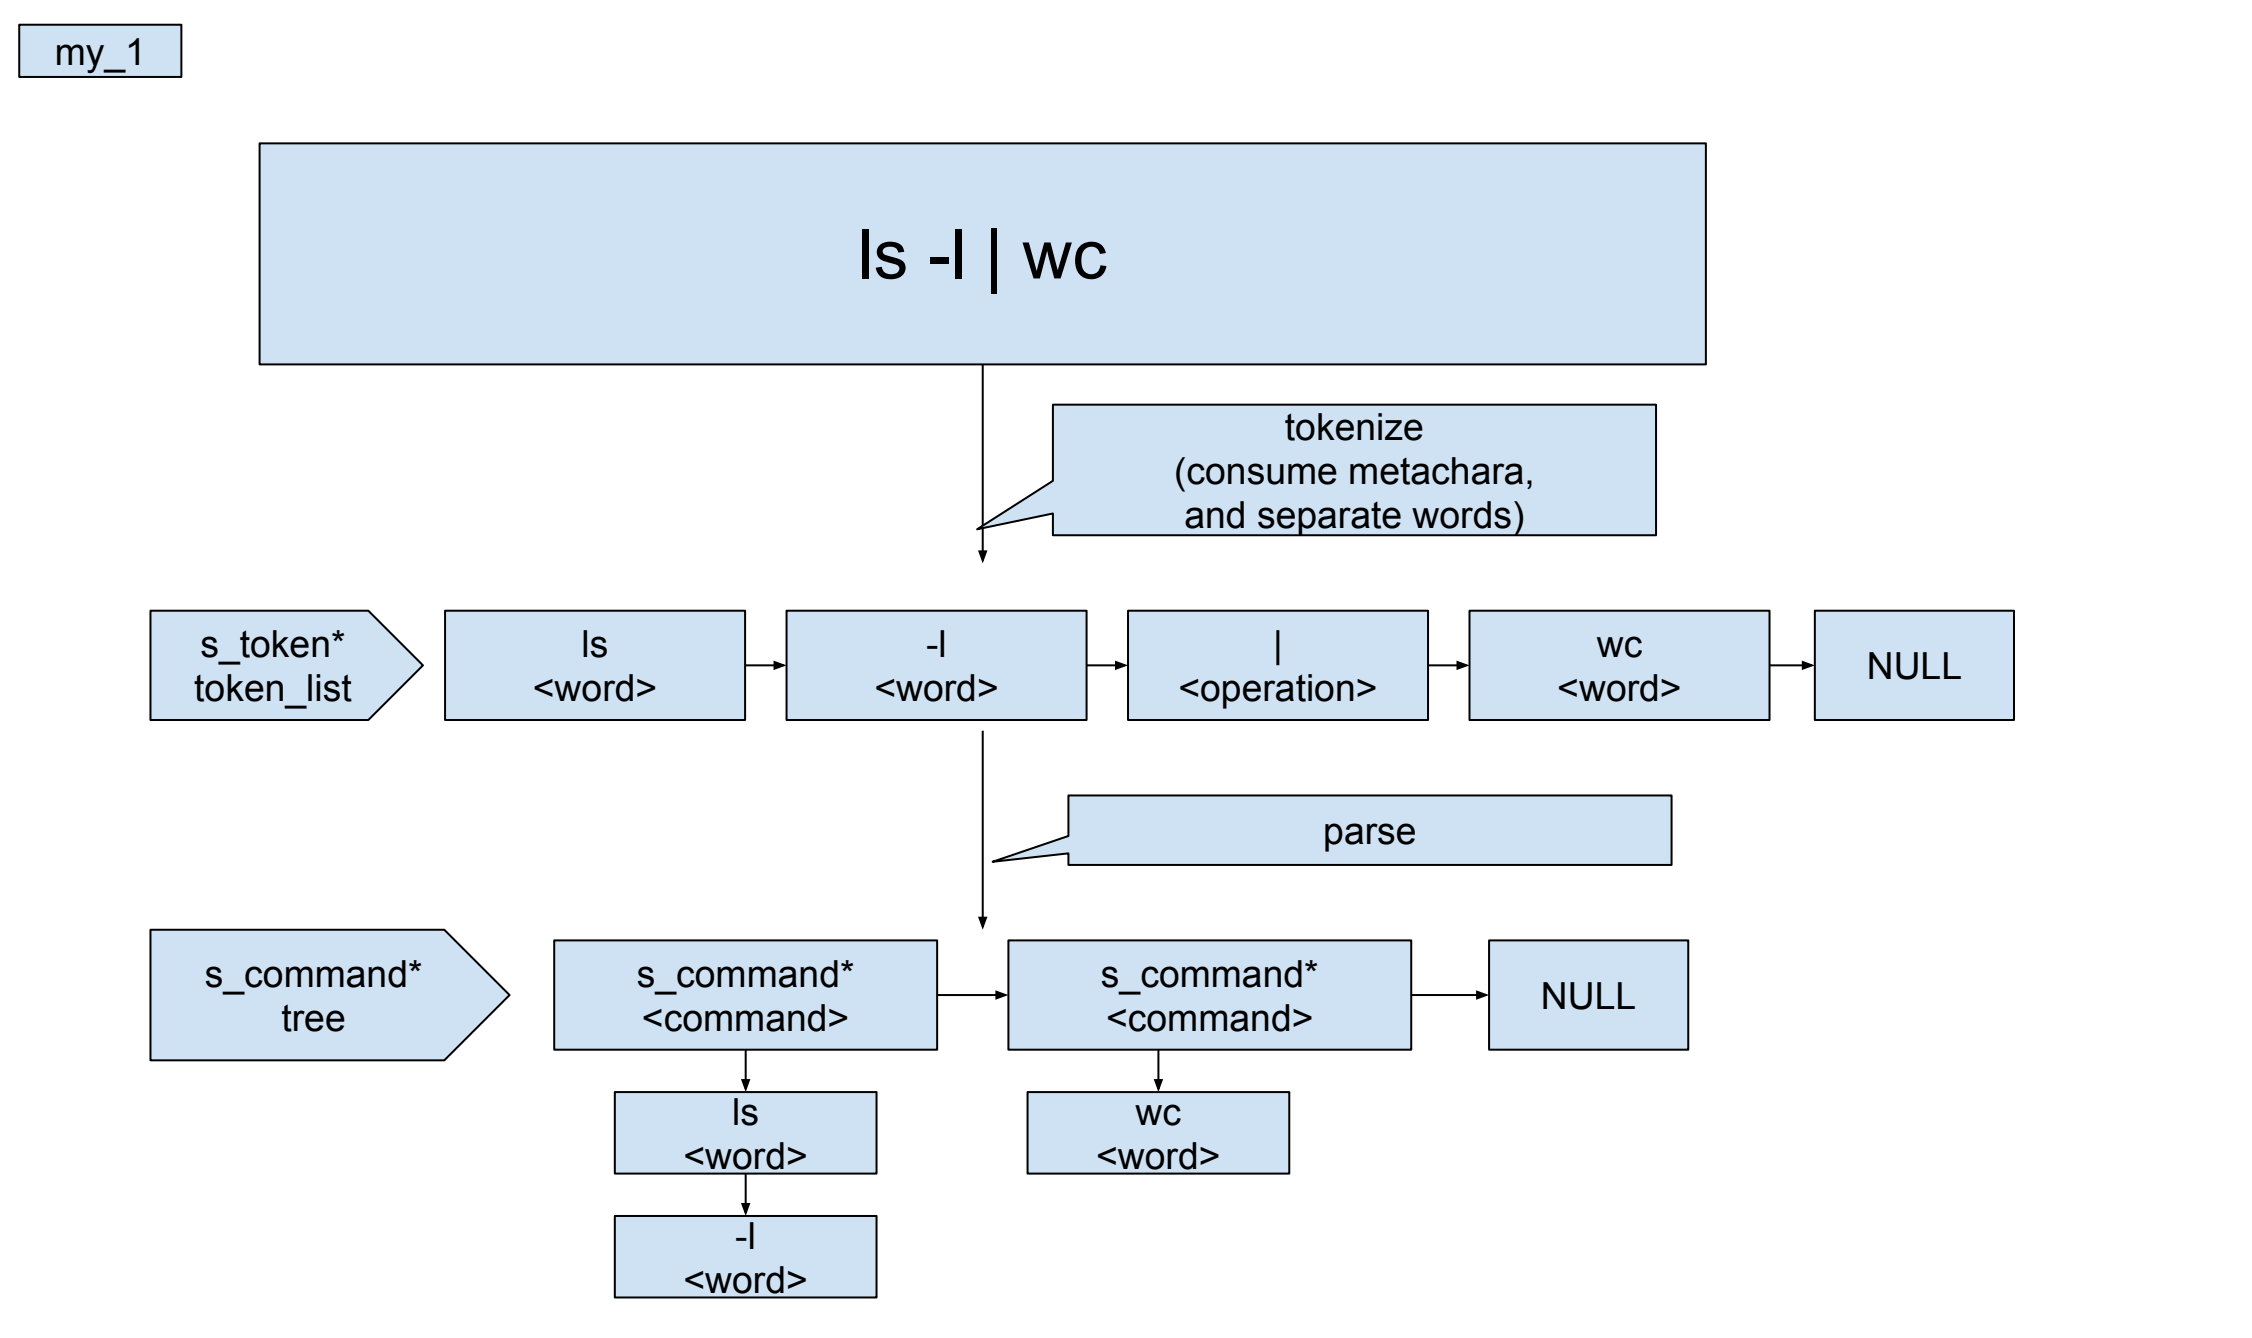 my_1
ls -l | wc
tokenize
(consume metachara,
and separate words)
s_token*
token_list
ls
<word>
-l
<word>
|
<operation>
wc
<word>
NULL
parse
s_command*
tree
s_command*
<command>
s_command*
<command>
NULL
ls
<word>
wc
<word>
-l
<word>